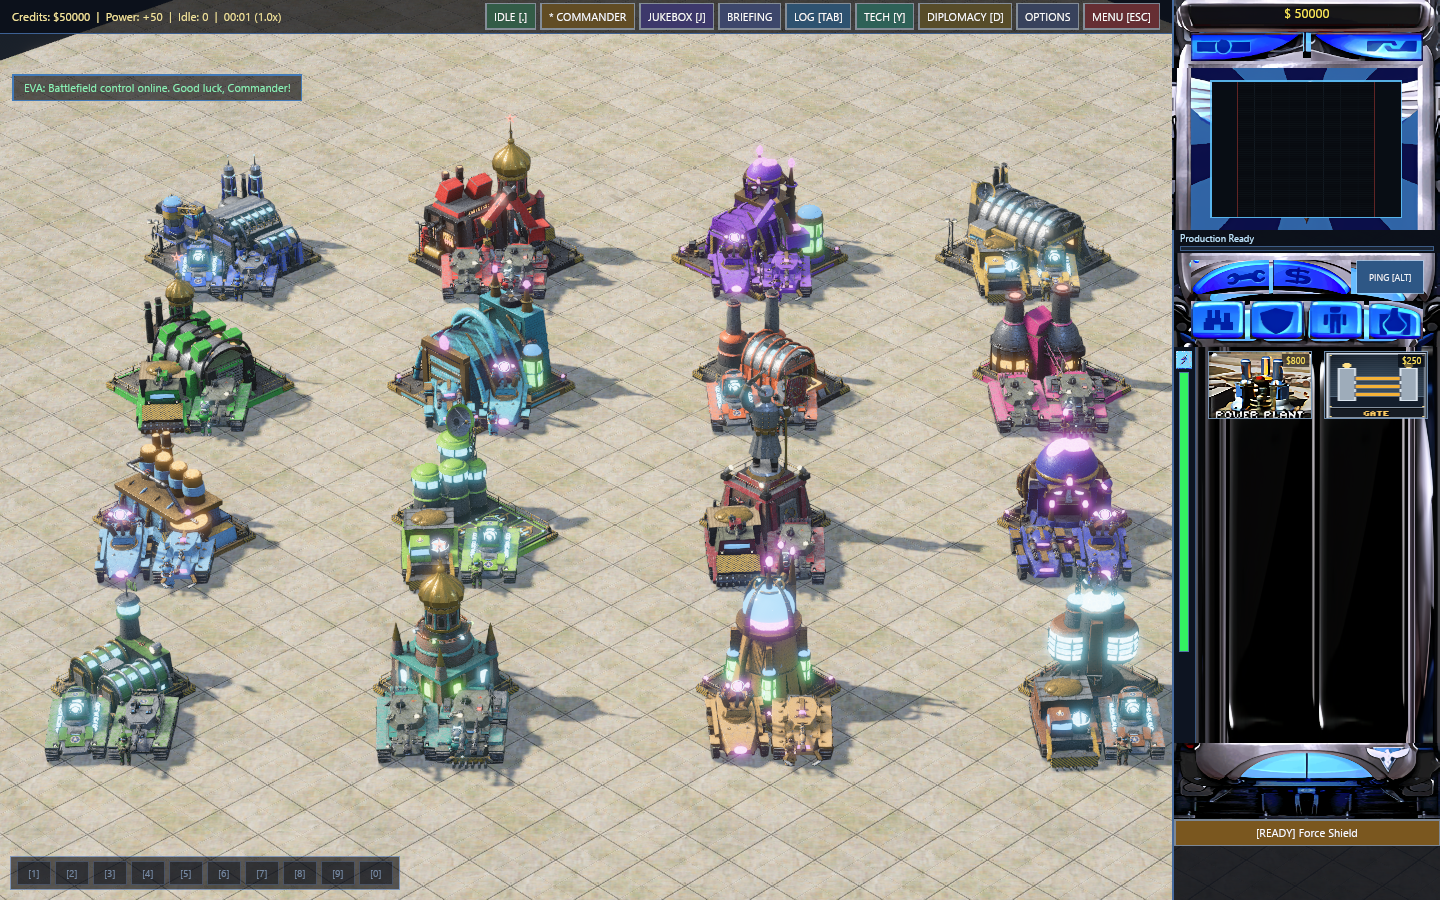 Credits: $50000 | Power: +50 | Idle: 0 | 00:01 (1.0x)
IDLE [,]
* COMMANDER
JUKEBOX [J]
BRIEFING
LOG [TAB]
TECH [Y]
DIPLOMACY [D]
OPTIONS
MENU [ESC]
$ 50000
EVA: Battlefield control online. Good luck, Commander!
Production Ready
PING [ALT]
$800
POWER PLANT
$250
GATE
[READY] Force Shield
[1] [2] [3] [4] [5] [6] [7] [8] [9] [0]